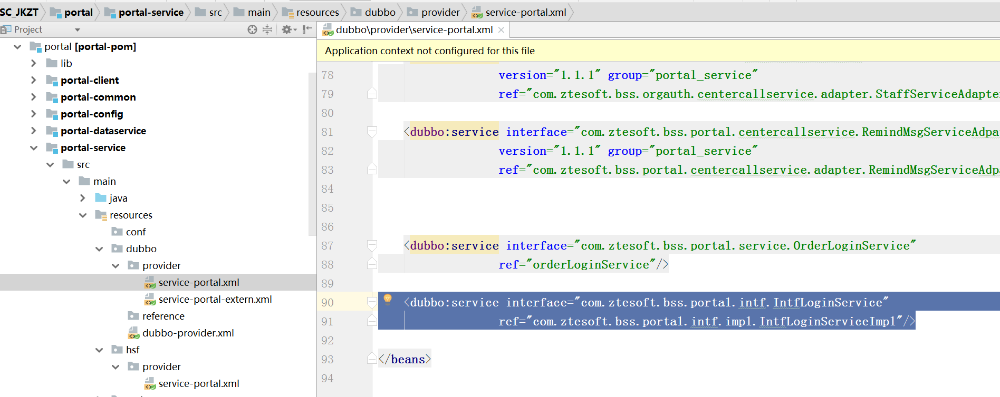 SC_JKZT portal portal-service src main resources dubbo provider service-portal.xml
Project
dubbo\provider\service-portal.xml
Application context not configured for this file
portal [portal-pom]
lib
portal-client
portal-common
portal-config
portal-dataservice
portal-service
src
main
java
resources
conf
dubbo
provider
service-portal.xml
service-portal-extern.xml
reference
dubbo-provider.xml
hsf
provider
service-portal.xml
78 version="1.1.1" group="portal_service"
79 ref="com.ztesoft.bss.orgauth.centercallservice.adapter.StaffServiceAdapter
80
81 <dubbo:service interface="com.ztesoft.bss.portal.centercallservice.RemindMsgServiceAdpa
82 version="1.1.1" group="portal_service"
83 ref="com.ztesoft.bss.portal.centercallservice.adapter.RemindMsgServiceAdpa
84
85
86
87 <dubbo:service interface="com.ztesoft.bss.portal.service.OrderLoginService"
88 ref="orderLoginService"/>
89
90 <dubbo:service interface="com.ztesoft.bss.portal.intf.IntfLoginService"
91 ref="com.ztesoft.bss.portal.intf.impl.IntfLoginServiceImpl"/>
92
93 </beans>
94